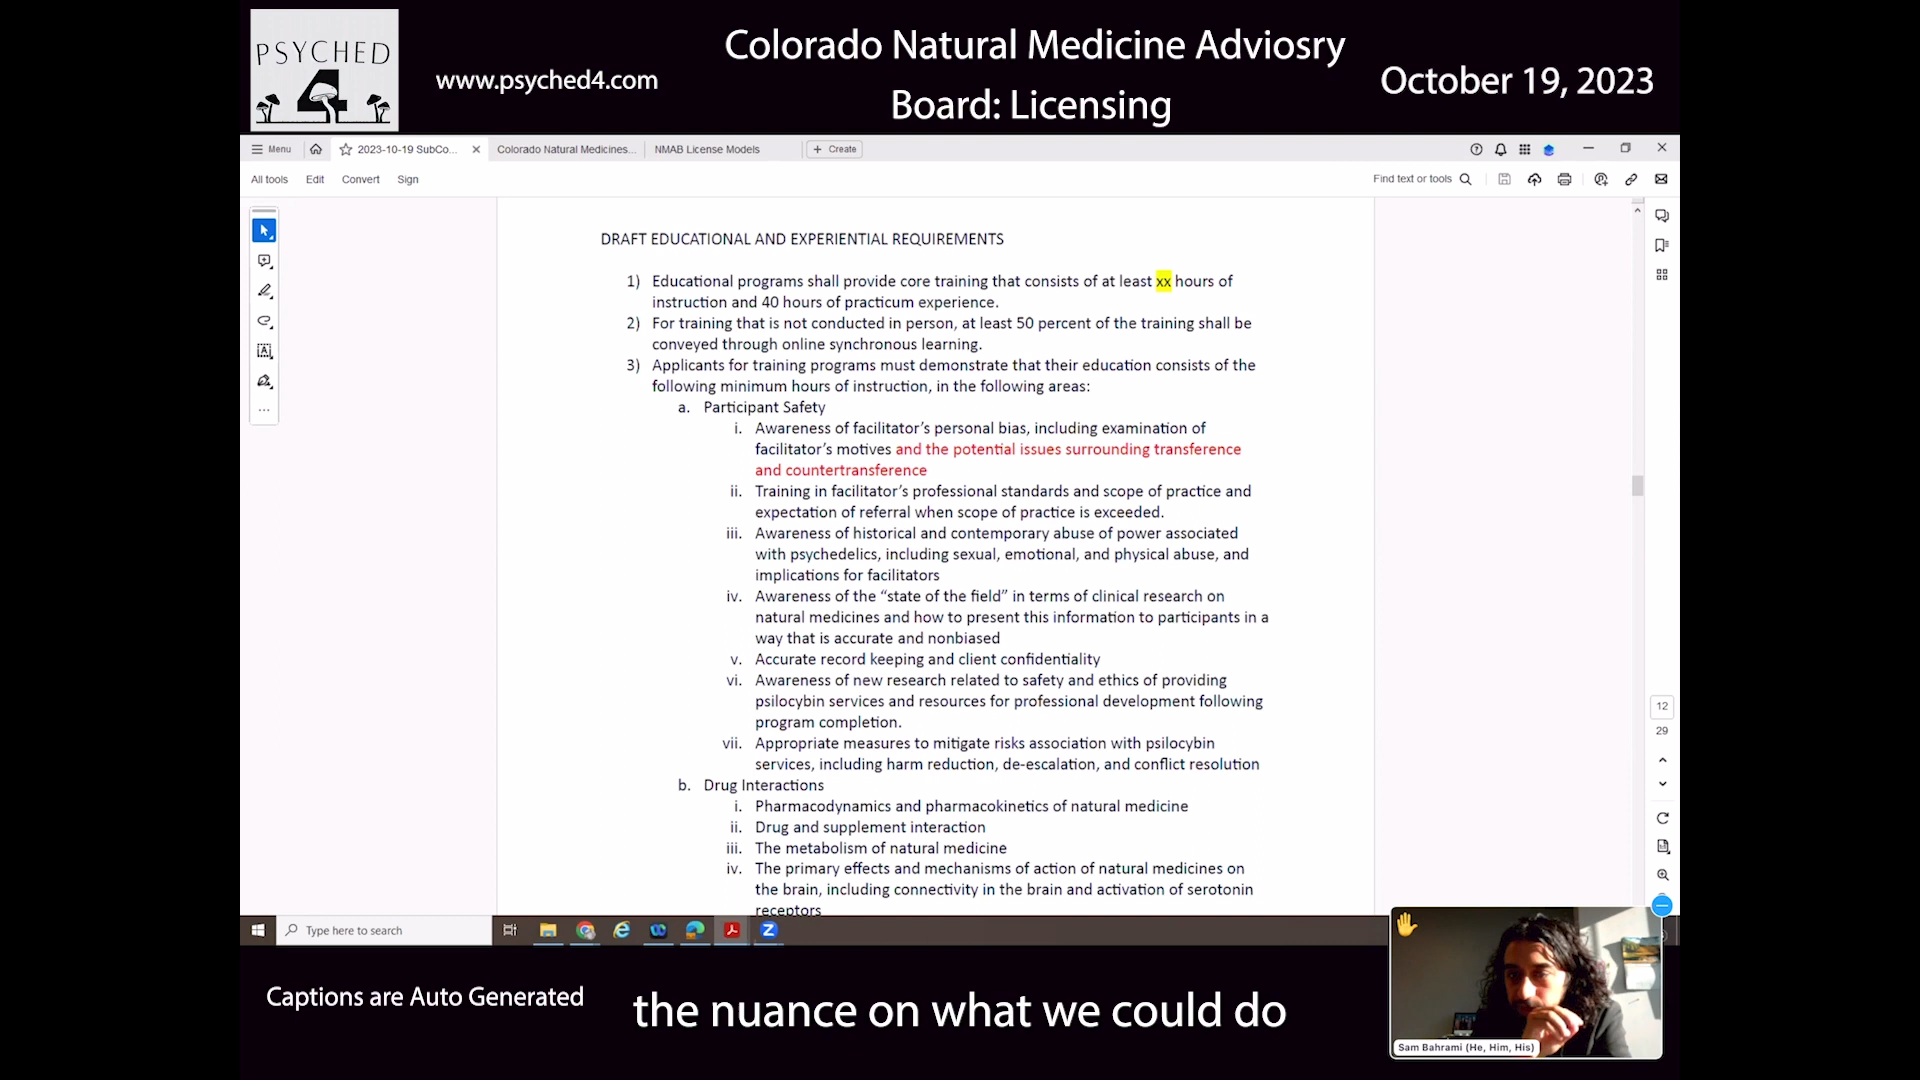 PSYCHED
4
www.psyched4.com
Colorado Natural Medicine Adviosry
Board: Licensing
October 19, 2023
Menu
2023-10-19 SubCo...
Colorado Natural Medicines...
NMAB License Models
+ Create
All tools
Edit
Convert
Sign
Find text or tools
DRAFT EDUCATIONAL AND EXPERIENTIAL REQUIREMENTS
1) Educational programs shall provide core training that consists of at least xx hours of
instruction and 40 hours of practicum experience.
2) For training that is not conducted in person, at least 50 percent of the training shall be
conveyed through online synchronous learning.
3) Applicants for training programs must demonstrate that their education consists of the
following minimum hours of instruction, in the following areas:
a. Participant Safety
i. Awareness of facilitator's personal bias, including examination of
facilitator's motives and the potential issues surrounding transference
and countertransference
ii. Training in facilitator's professional standards and scope of practice and
expectation of referral when scope of practice is exceeded.
iii. Awareness of historical and contemporary abuse of power associated
with psychedelics, including sexual, emotional, and physical abuse, and
implications for facilitators
iv. Awareness of the “state of the field” in terms of clinical research on
natural medicines and how to present this information to participants in a
way that is accurate and nonbiased
v. Accurate record keeping and client confidentiality
vi. Awareness of new research related to safety and ethics of providing
psilocybin services and resources for professional development following
program completion.
vii. Appropriate measures to mitigate risks association with psilocybin
services, including harm reduction, de-escalation, and conflict resolution
b. Drug Interactions
i. Pharmacodynamics and pharmacokinetics of natural medicine
ii. Drug and supplement interaction
iii. The metabolism of natural medicine
iv. The primary effects and mechanisms of action of natural medicines on
the brain, including connectivity in the brain and activation of serotonin
receptors
12
29
Type here to search
Captions are Auto Generated
the nuance on what we could do
Sam Bahrami (He, Him, His)